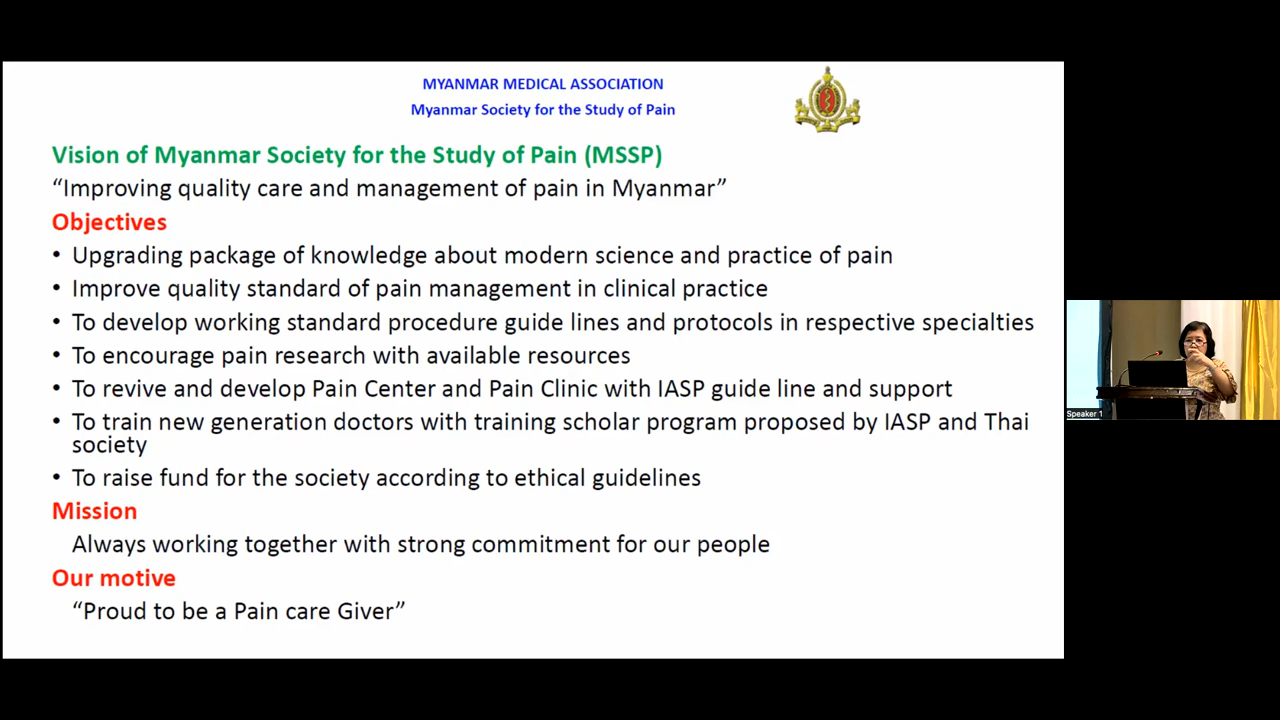 MYANMAR MEDICAL ASSOCIATION
Myanmar Society for the Study of Pain
Vision of Myanmar Society for the Study of Pain (MSSP)
“Improving quality care and management of pain in Myanmar”
Objectives
• Upgrading package of knowledge about modern science and practice of pain
• Improve quality standard of pain management in clinical practice
• To develop working standard procedure guide lines and protocols in respective specialties
• To encourage pain research with available resources
• To revive and develop Pain Center and Pain Clinic with IASP guide line and support
• To train new generation doctors with training scholar program proposed by IASP and Thai
society
• To raise fund for the society according to ethical guidelines
Mission
Always working together with strong commitment for our people
Our motive
“Proud to be a Pain care Giver”
Speaker 1